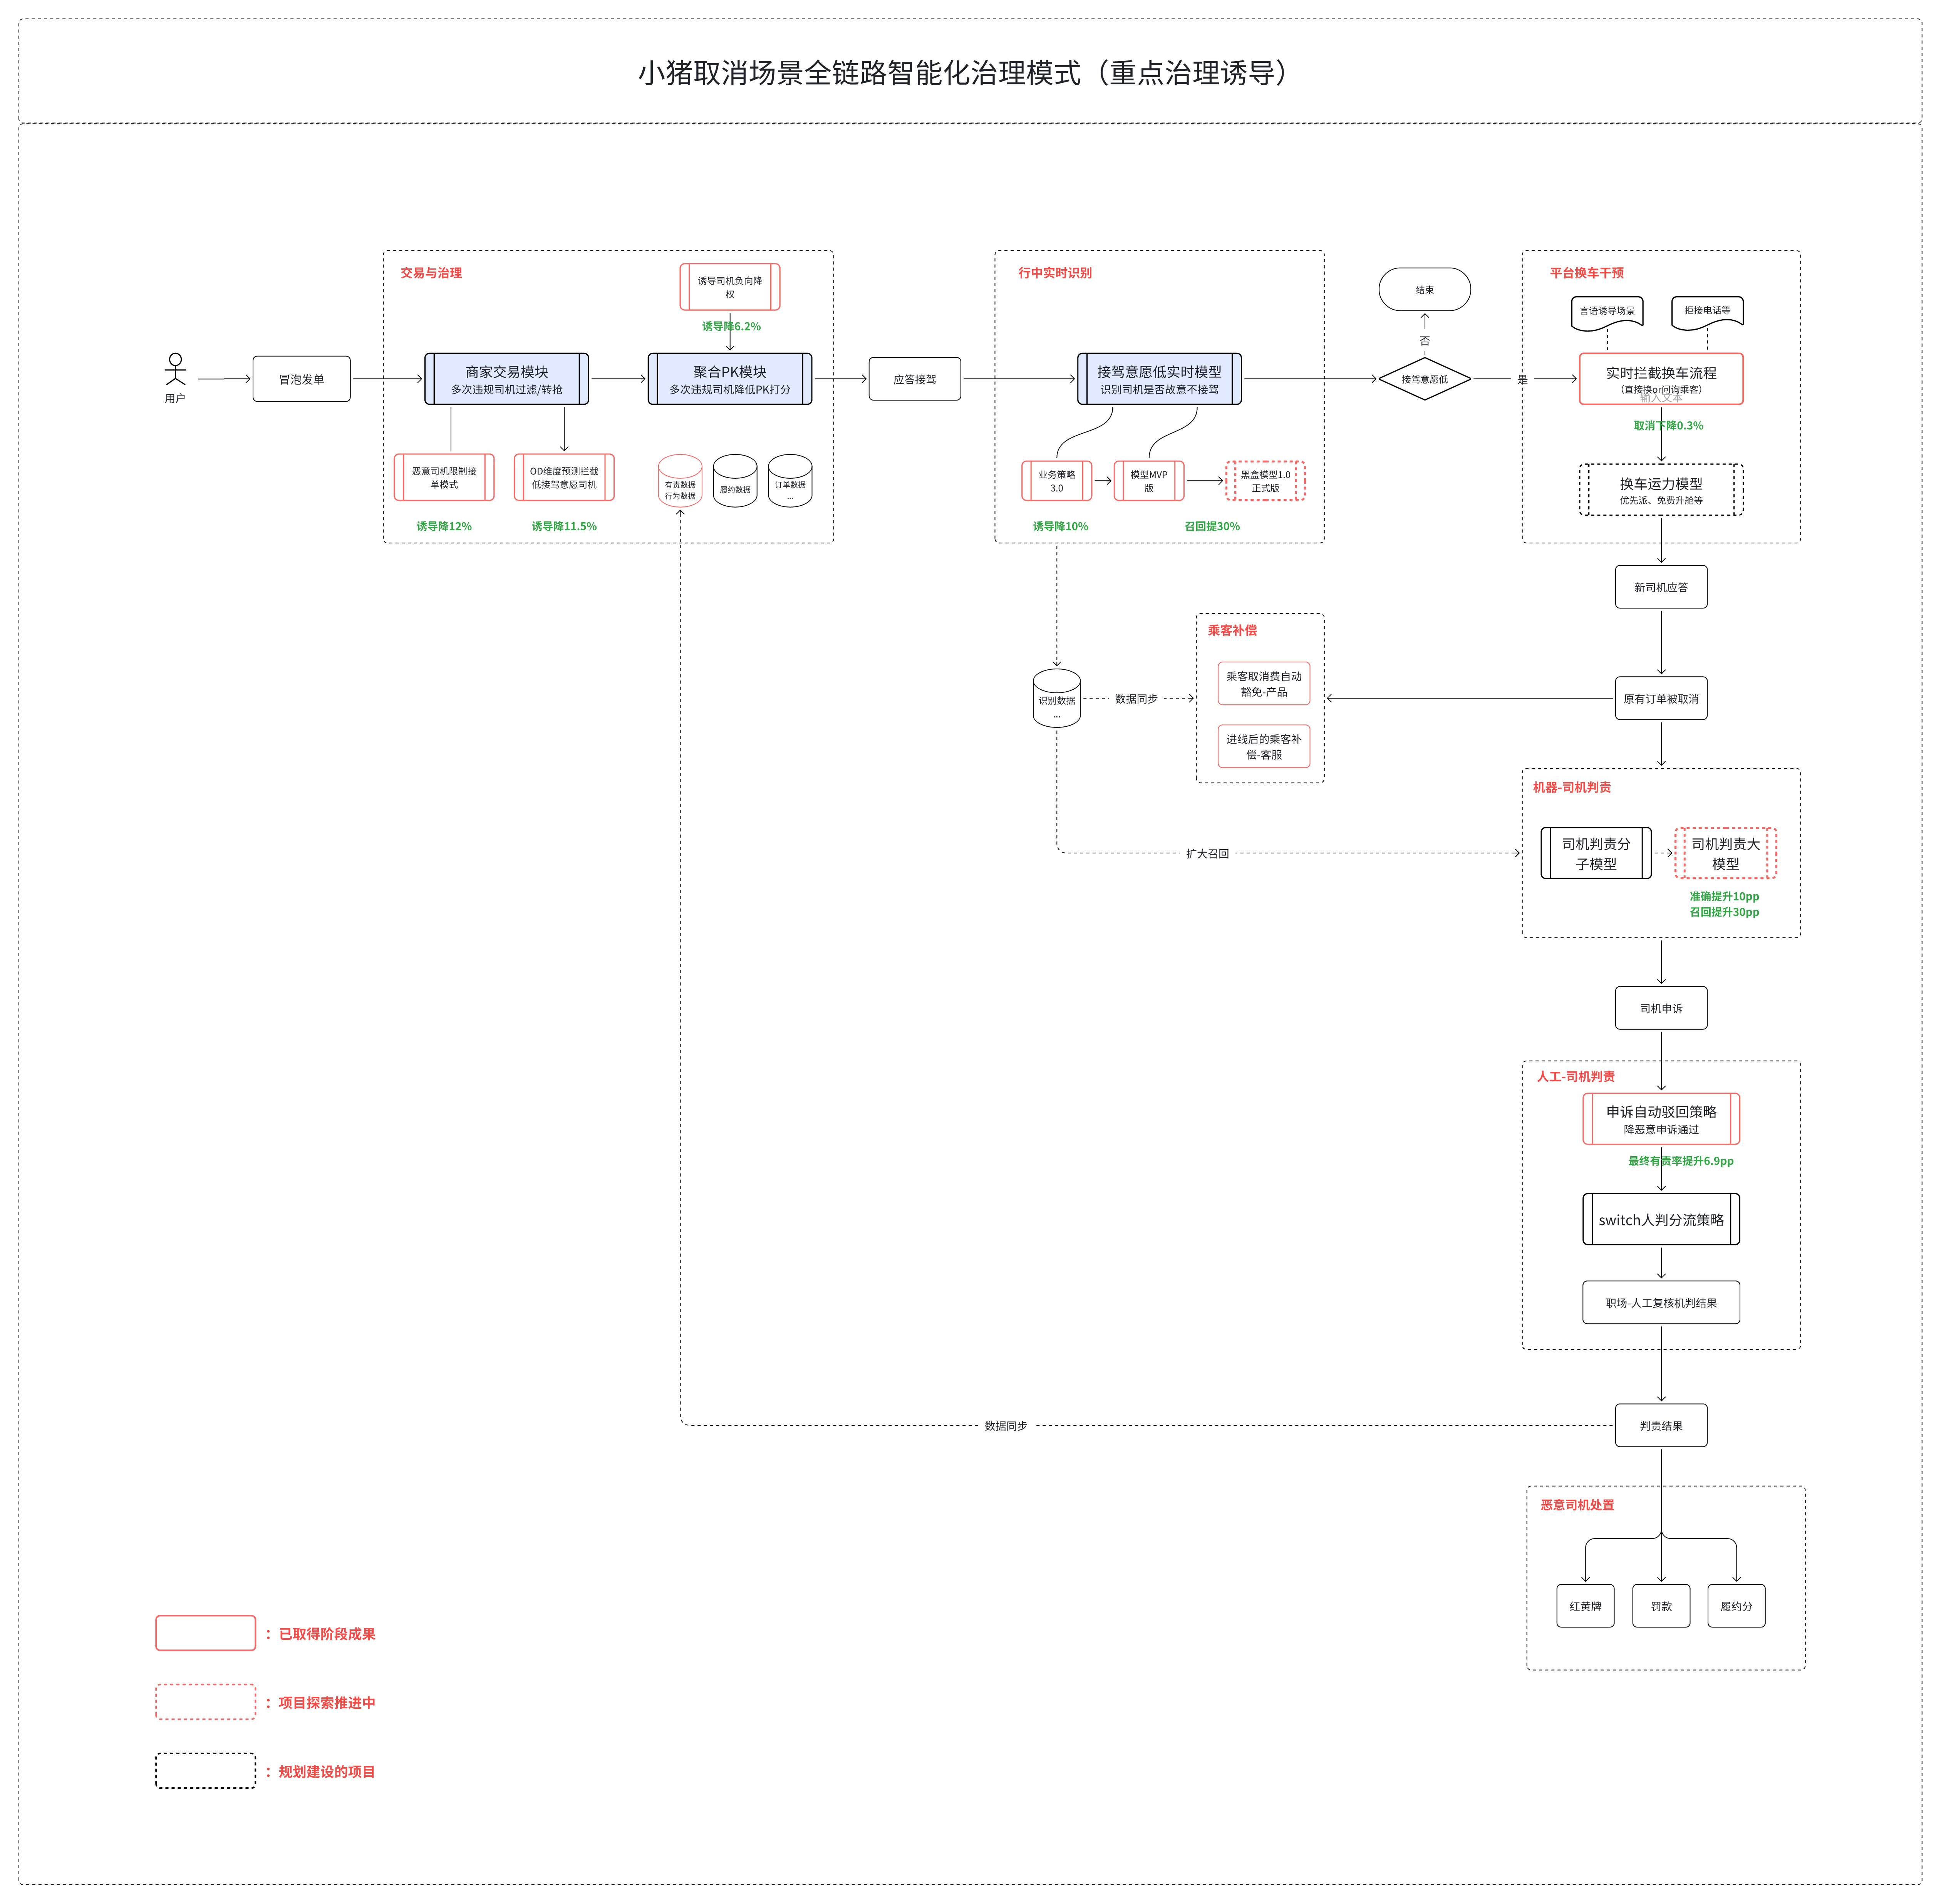 小猪取消场景全链路智能化治理模式（重点治理诱导）
交易与治理
诱导司机负向降
权
诱导降6.2%
用户
冒泡发单
商家交易模块
多次违规司机过滤/转抢
聚合PK模块
多次违规司机降低PK打分
恶意司机限制接
单模式
诱导降12%
OD维度预测拦截
低接驾意愿司机
诱导降11.5%
有责数据
行为数据
履约数据
订单数据
...
应答接驾
行中实时识别
接驾意愿低实时模型
识别司机是否故意不接驾
业务策略
3.0
模型MVP
版
黑盒模型1.0
正式版
诱导降10%
召回提30%
结束
否
接驾意愿低
是
平台换车干预
言语诱导场景
拒接电话等
实时拦截换车流程
（直接换or问询乘客）
输入文本
取消下降0.3%
换车运力模型
优先派、免费升舱等
新司机应答
原有订单被取消
乘客补偿
乘客取消费自动
豁免-产品
进线后的乘客补
偿-客服
识别数据
...
数据同步
扩大召回
机器-司机判责
司机判责分
子模型
司机判责大
模型
准确提升10pp
召回提升30pp
司机申诉
人工-司机判责
申诉自动驳回策略
降恶意申诉通过
最终有责率提升6.9pp
switch人判分流策略
职场-人工复核机判结果
判责结果
数据同步
恶意司机处置
红黄牌
罚款
履约分
：已取得阶段成果
：项目探索推进中
：规划建设的项目